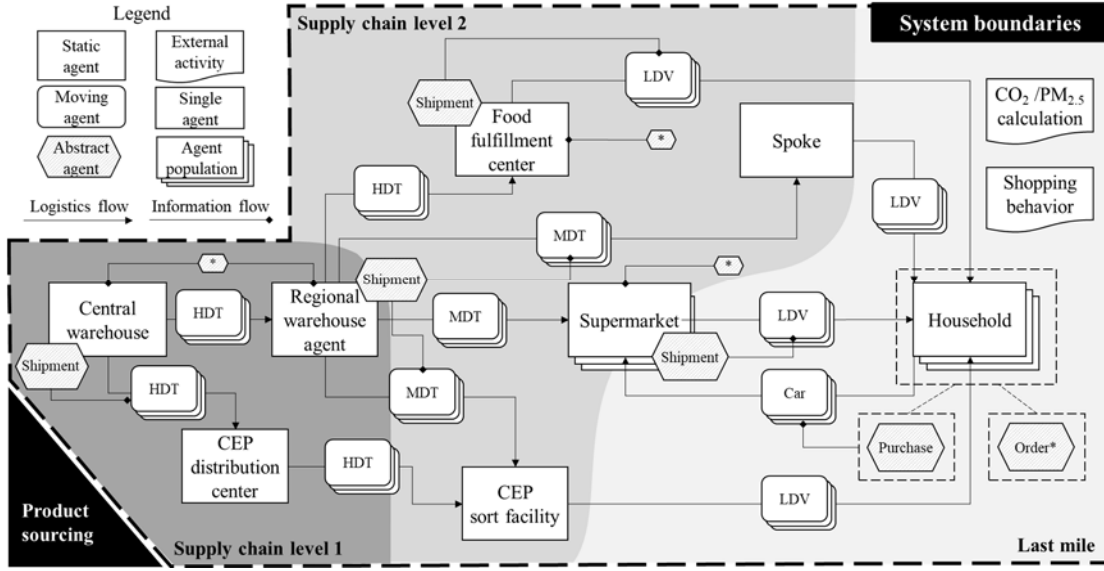 Legend
Static
agent
External
activity
Moving
agent
Single
agent
Abstract
agent
Agent
population
Logistics flow
Information flow
Supply chain level 2
System boundaries
LDV
Shipment
Food
fulfillment
center
*
Spoke
CO2 /PM2.5
calculation
HDT
LDV
Shopping
behavior
MDT
*
Shipment
*
Central
warehouse
HDT
Regional
warehouse
agent
MDT
Supermarket
LDV
Household
Shipment
Shipment
HDT
MDT
Car
CEP
distribution
center
HDT
Purchase
Order*
CEP
sort facility
LDV
Product
sourcing
Supply chain level 1
Last mile